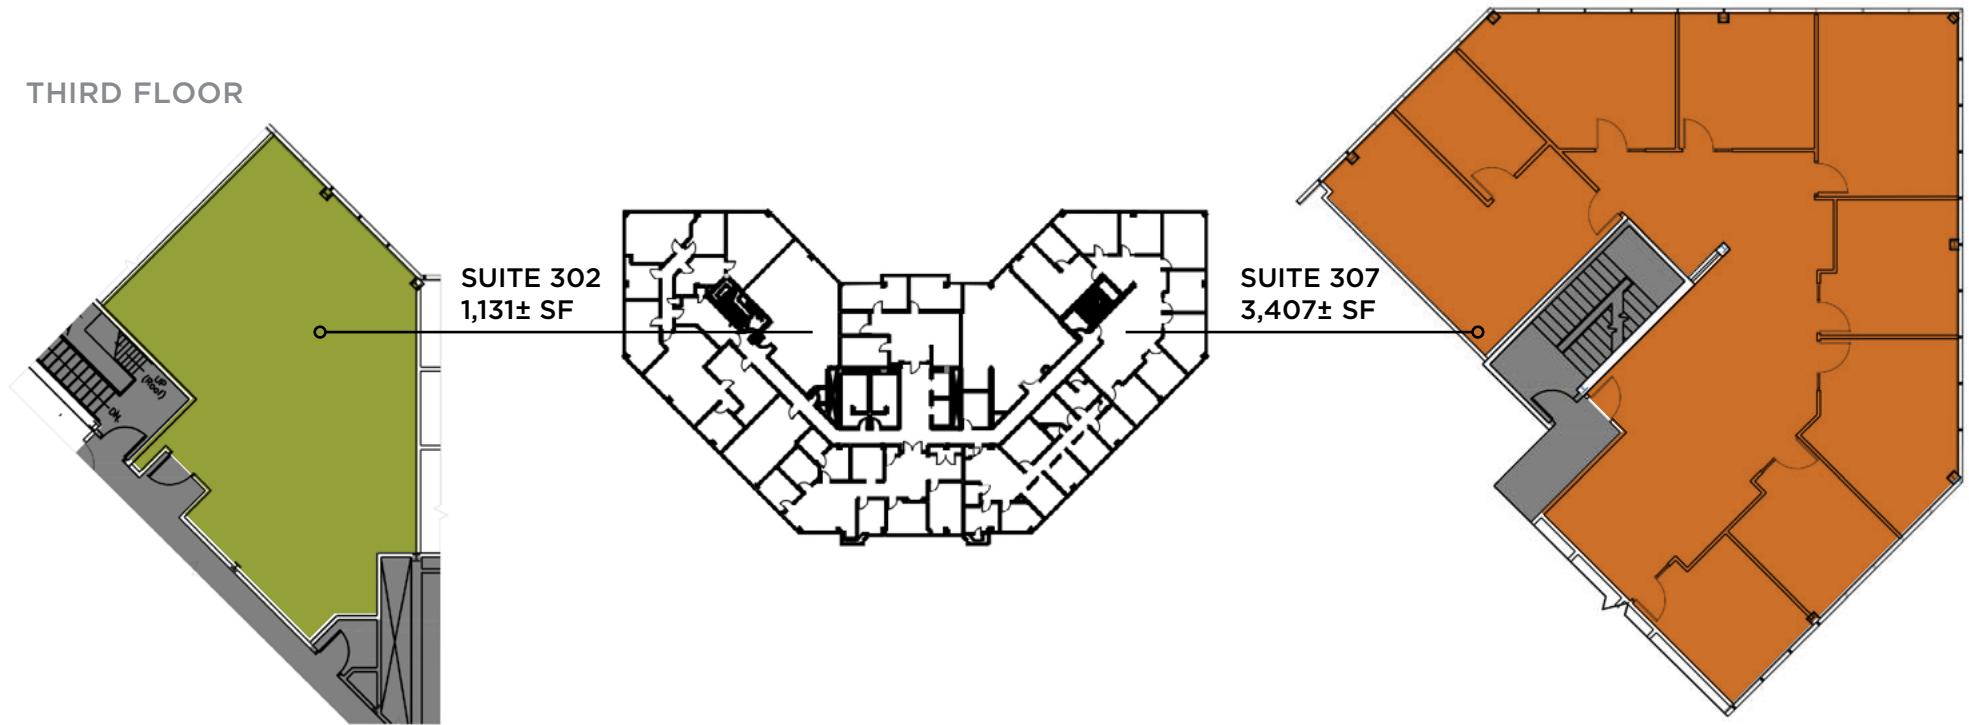 THIRD FLOOR
SUITE 302
1,131± SF
SUITE 307
3,407± SF
UP
(Roof)
DN.